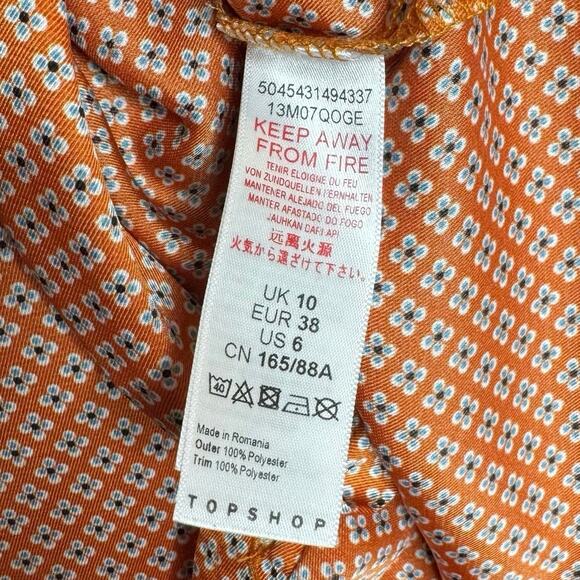 5045431494337
13M07QOGE
KEEP AWAY
FROM FIRE
TENIR ELOIGNE DU FEU
VON ZUNDQUELLEN FERNHALTEN
MANTENER ALEJADO DEL FUEGO
MANTER AFASTADO DO FOGO
JAUHKAN DARI API
远离火源
火気から遠ざけて下さい。
UK 10
EUR 38
US 6
CN 165/88A
40
Made in Romania
Outer 100% Polyester
Trim 100% Polyester
TOPSHOP